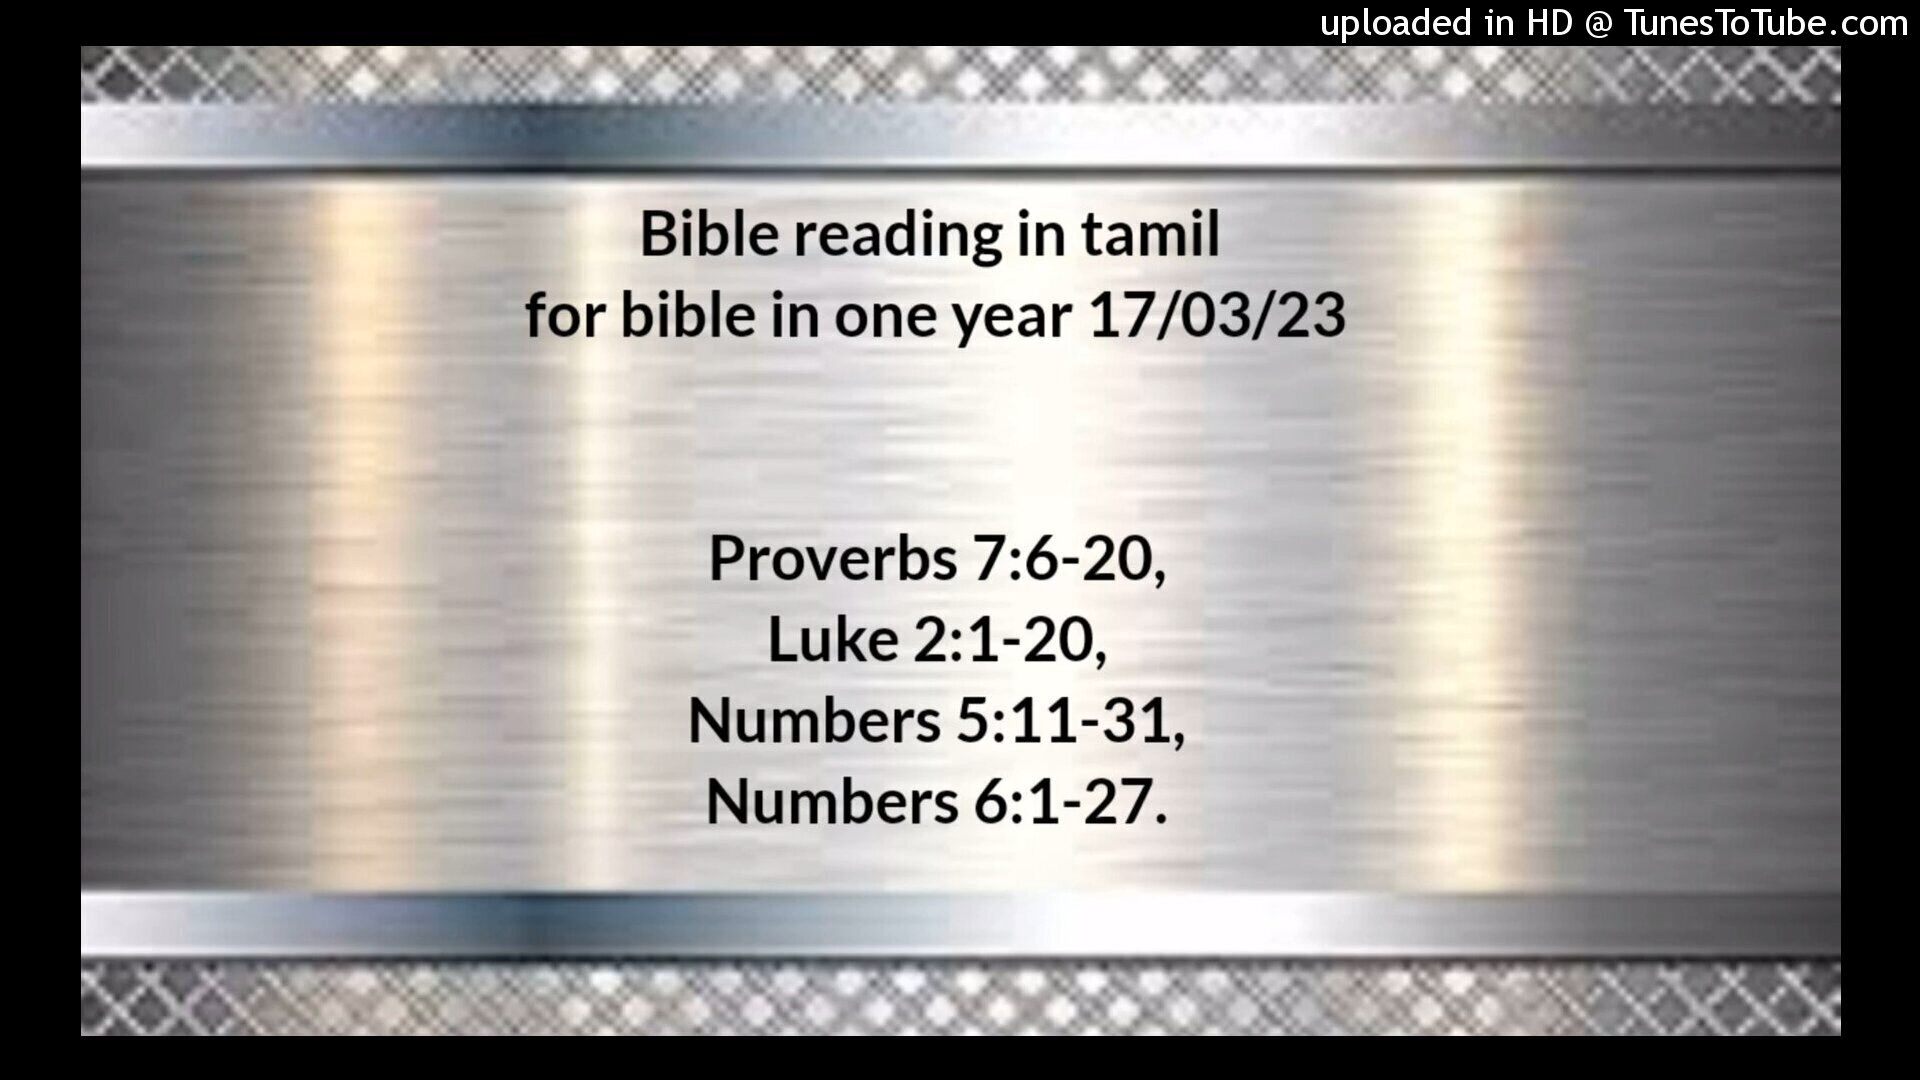 uploaded in HD @ TunesToTube.com
Bible reading in tamil
for bible in one year 17/03/23
Proverbs 7:6-20,
Luke 2:1-20,
Numbers 5:11-31,
Numbers 6:1-27.